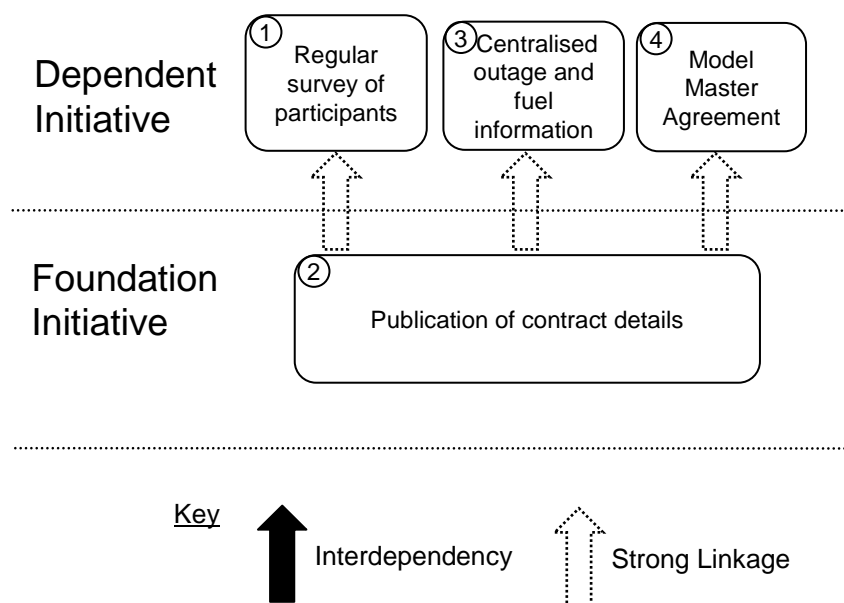 Dependent
Initiative
1
Regular
survey of
participants
3
Centralised
outage and
fuel
information
4
Model
Master
Agreement
Foundation
Initiative
2
Publication of contract details
Key
Interdependency
Strong Linkage